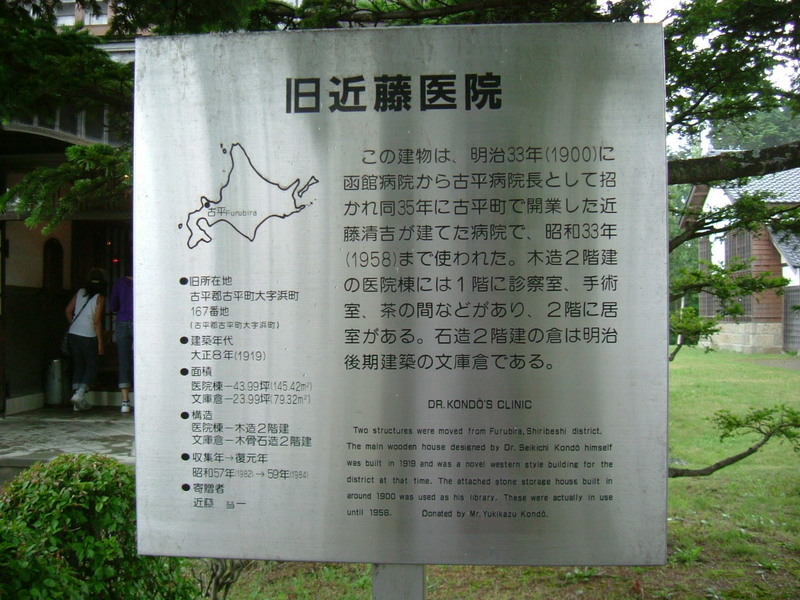 旧近藤医院
古平Furubira
●旧所在地
古平郡古平町大字浜町
167番地
(古平郡古平町大字浜町)
●建築年代
大正8年(1919)
●面積
医院棟－43.99坪(145.42㎡)
文庫倉－23.99坪(79.32㎡)
●構造
医院棟－木造2階建
文庫倉－木骨石造2階建
●収集年→復元年
昭和57年(1982)→59年(1984)
●寄贈者
近藤 一
この建物は、明治33年(1900)に
函館病院から古平病院長として招
かれ同35年に古平町で開業した近
藤清吉が建てた病院で、昭和33年
(1958)まで使われた。木造2階建
の医院棟には1階に診察室、手術
室、茶の間などがあり、2階に居
室がある。石造2階建の倉は明治
後期建築の文庫倉である。
DR.KONDŌ'S CLINIC
Two structures were moved from Furubira,Shiribeshi district.
The main wooden house designed by Dr. Seikichi Kondō himself
was built in 1919 and was a novel western style building for the
district at that time. The attached stone storage house built in
around 1900 was used as his library. These were actually in use
until 1958. Donated by Mr.Yukikazu Kondō.